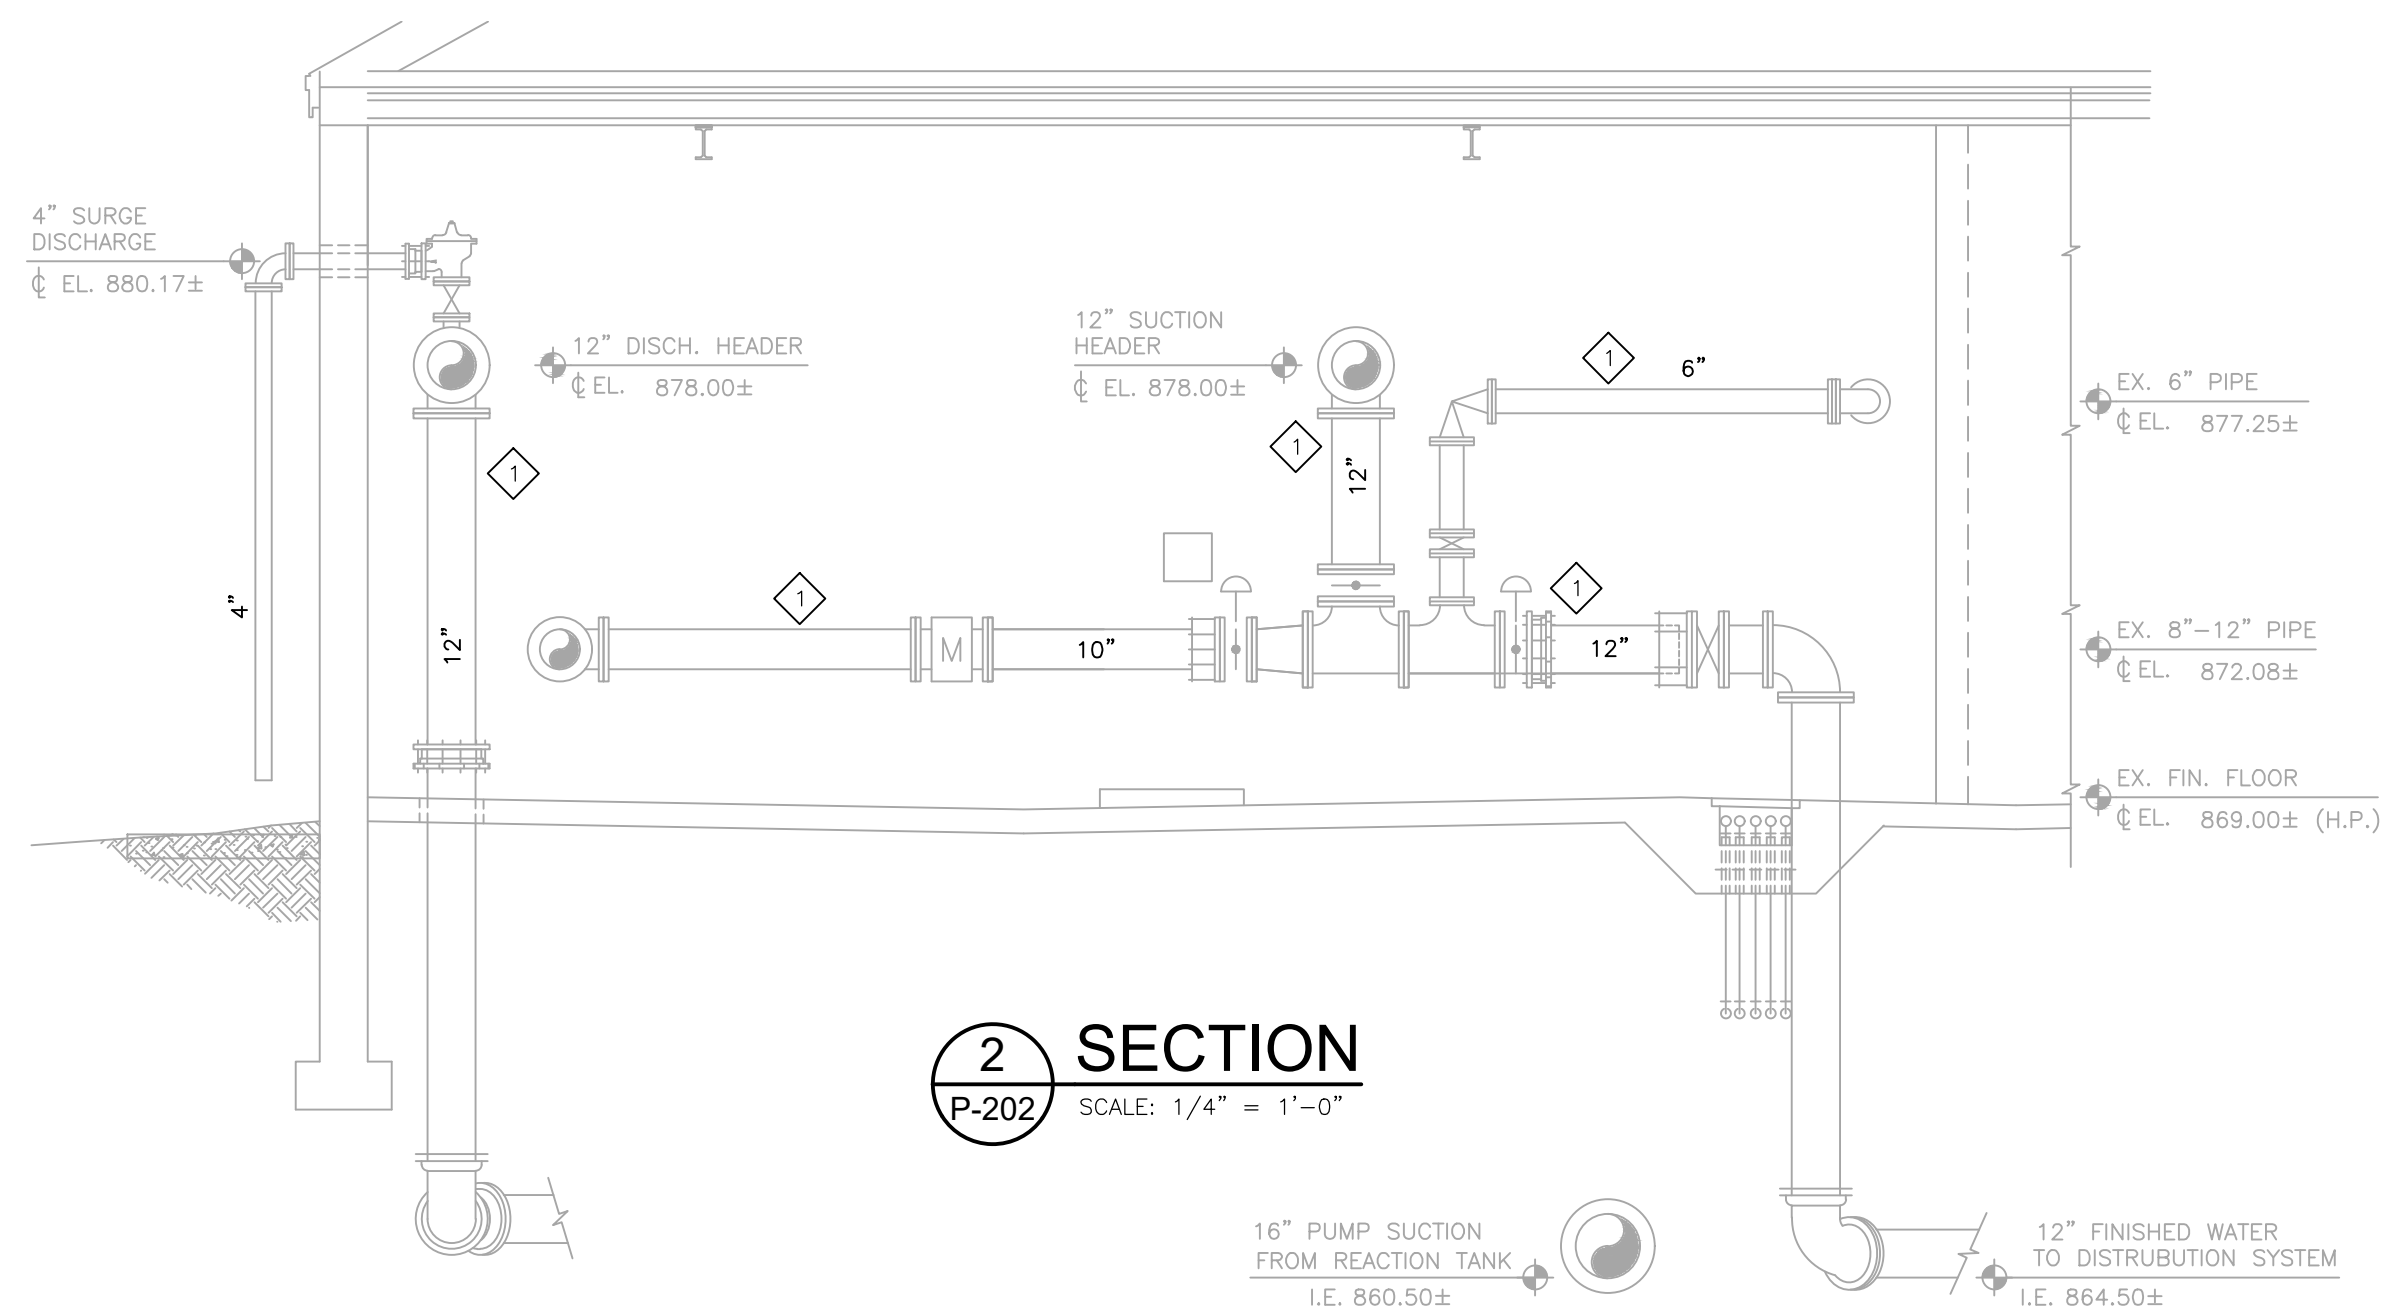 4” SURGE
DISCHARGE
℄ EL. 880.17±
12” DISCH. HEADER
℄ EL. 878.00±
12” SUCTION
HEADER
℄ EL. 878.00±
1
6”
EX. 6” PIPE
℄ EL. 877.25±
1
1
12”
4”
12”
1
10”
M
1
12”
EX. 8”-12” PIPE
℄ EL. 872.08±
EX. FIN. FLOOR
℄ EL. 869.00± (H.P.)
2
P-202
SECTION
SCALE: 1/4” = 1’-0”
16” PUMP SUCTION
FROM REACTION TANK
I.E. 860.50±
12” FINISHED WATER
TO DISTRUBUTION SYSTEM
I.E. 864.50±